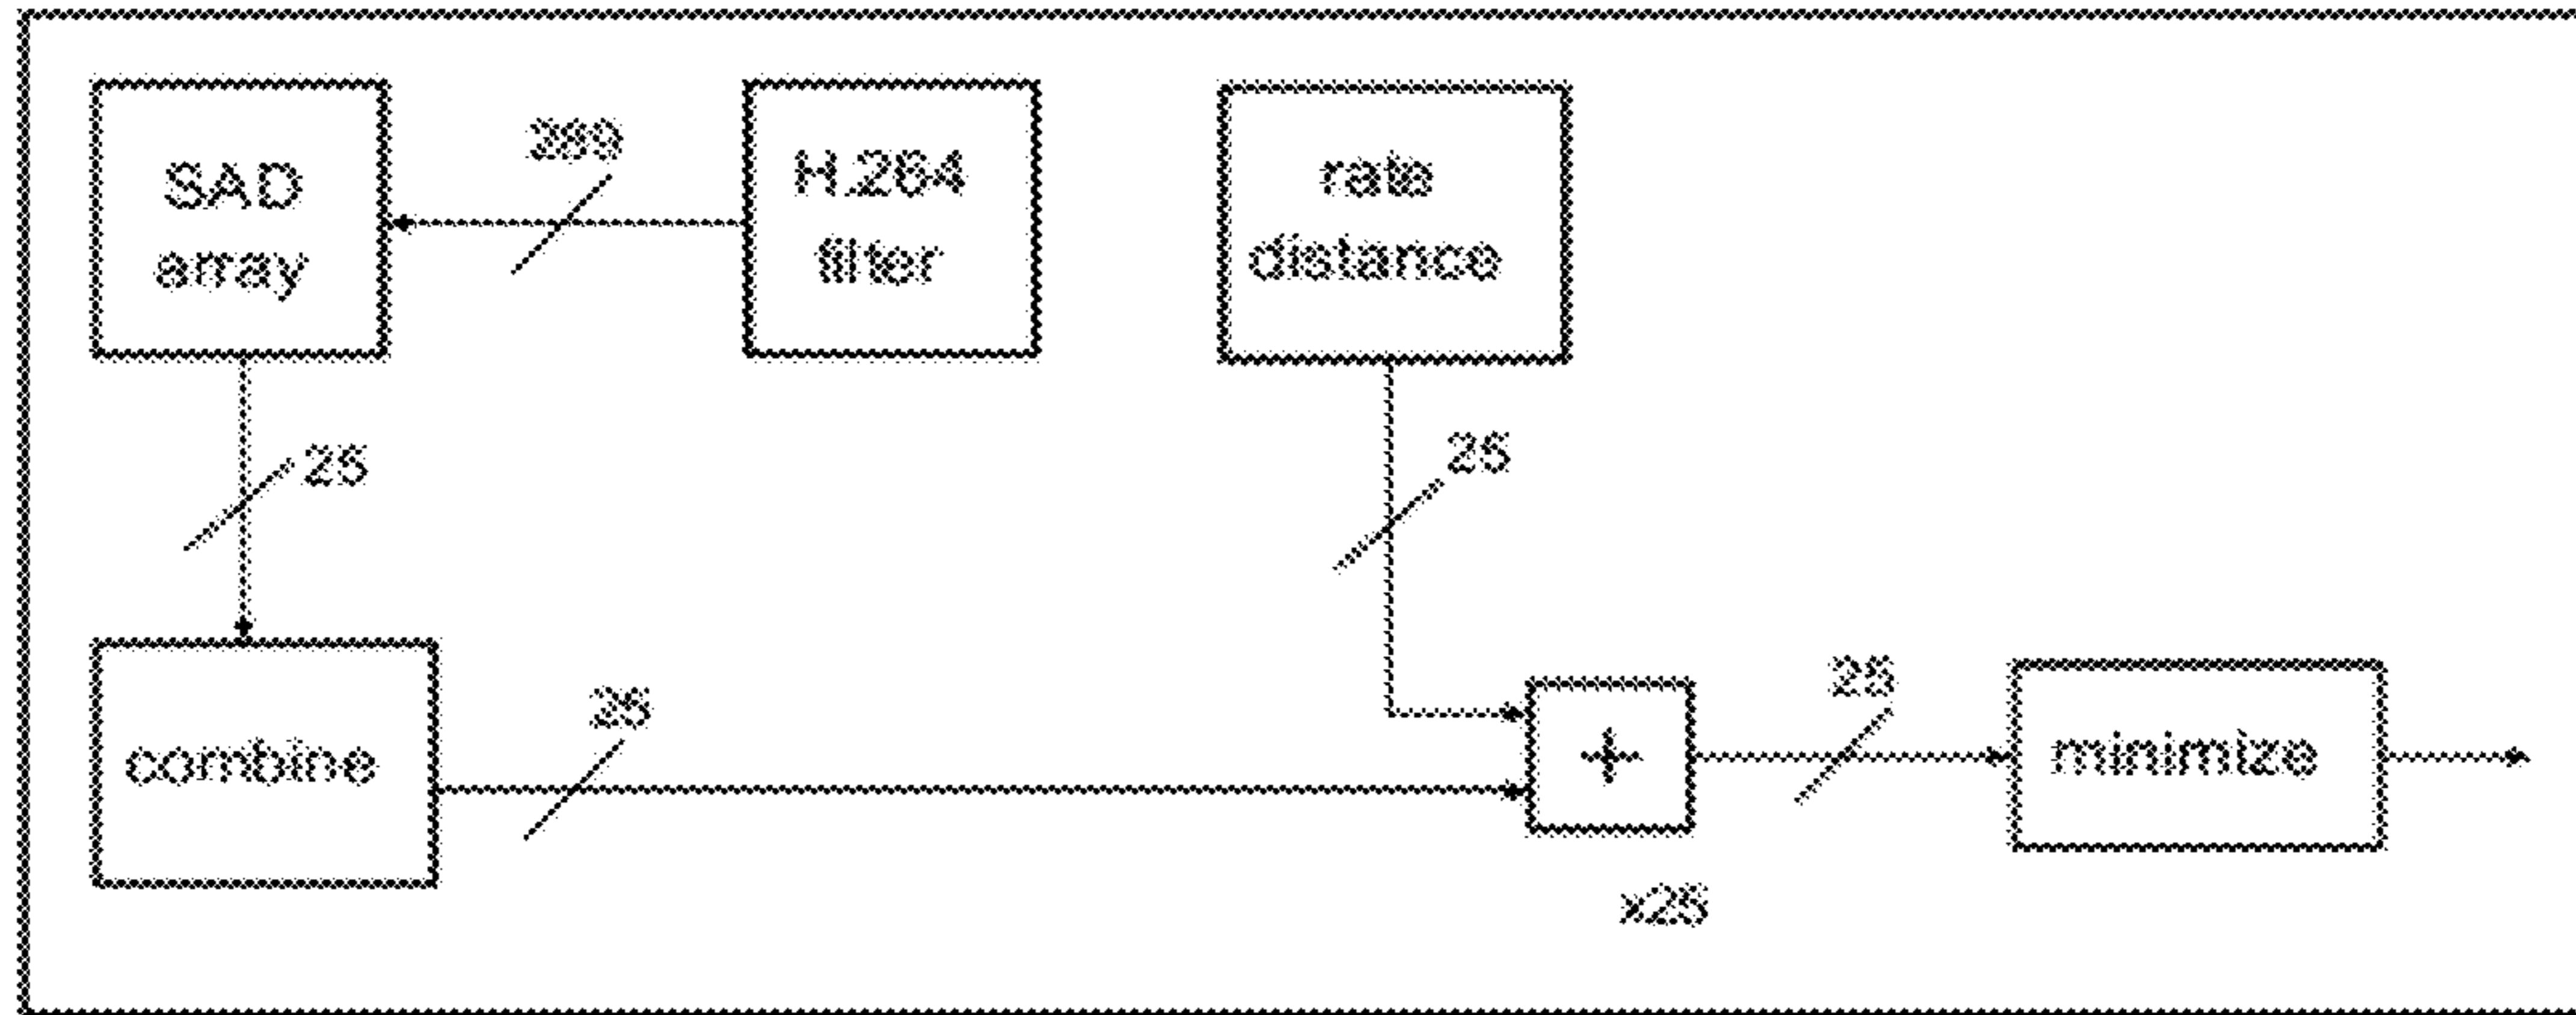 SAD
array
289
H.264
filter
rate
distance
25
25
combine
25
+
25
minimize
x25